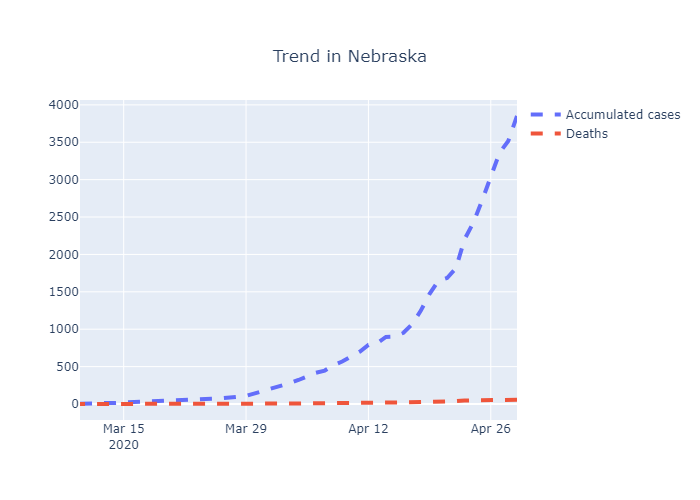 Trend in Nebraska
4000
3500
3000
2500
2000
1500
1000
500
0
Mar 15
2020
Mar 29
Apr 12
Apr 26
Accumulated cases
Deaths